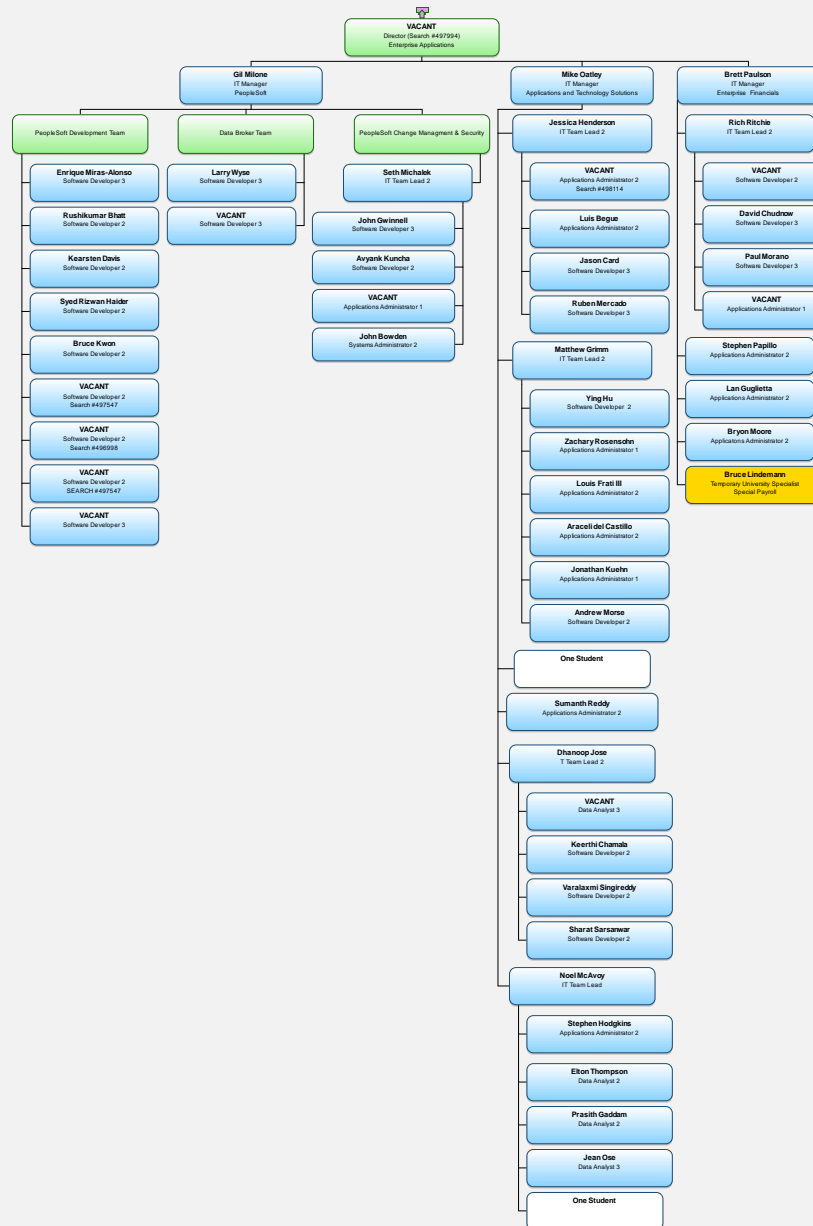 VACANT
Director (Search #497994)
Enterprise Applications
Gil Milone
IT Manager
PeopleSoft
Mike Oatley
IT Manager
Applications and Technology Solutions
Brett Paulson
IT Manager
Enterprise Financials
PeopleSoft Development Team
Data Broker Team
PeopleSoft Change Managment & Security
Enrique Miras-Alonso
Software Developer 3
Rushikumar Bhatt
Software Developer 2
Kearsten Davis
Software Developer 2
Syed Rizwan Haider
Software Developer 2
Bruce Kwon
Software Developer 2
VACANT
Software Developer 2
Search #497547
VACANT
Software Developer 2
Search #496998
VACANT
Software Developer 2
SEARCH #497547
VACANT
Software Developer 3
Larry Wyse
Software Developer 3
VACANT
Software Developer 3
Seth Michalek
IT Team Lead 2
John Gwinnell
Software Developer 3
Avyank Kuncha
Software Developer 2
VACANT
Applications Administrator 1
John Bowden
Systems Administrator 2
Jessica Henderson
IT Team Lead 2
VACANT
Applications Administrator 2
Search #498114
Luis Begue
Applications Administrator 2
Jason Card
Software Developer 3
Ruben Mercado
Software Developer 3
Matthew Grimm
IT Team Lead 2
Ying Hu
Software Developer 2
Zachary Rosensohn
Applications Administrator 1
Louis Frati III
Applications Administrator 2
Araceli del Castillo
Applications Administrator 2
Jonathan Kuehn
Applications Administrator 1
Andrew Morse
Software Developer 2
One Student
Sumanth Reddy
Applications Administrator 2
Dhanoop Jose
T Team Lead 2
VACANT
Data Analyst 3
Keerthi Chamala
Software Developer 2
Varalaxmi Singireddy
Software Developer 2
Sharat Sarsanwar
Software Developer 2
Noel McAvoy
IT Team Lead
Stephen Hodgkins
Applications Administrator 2
Elton Thompson
Data Analyst 2
Prasith Gaddam
Data Analyst 2
Jean Ose
Data Analyst 3
One Student
Rich Ritchie
IT Team Lead 2
VACANT
Software Developer 2
David Chudnow
Software Developer 3
Paul Morano
Software Developer 3
VACANT
Applications Administrator 1
Stephen Papillo
Applications Administrator 2
Lan Guglietta
Applications Administrator 2
Bryon Moore
Applications Administrator 2
Bruce Lindemann
Temporary University Specialist
Special Payroll